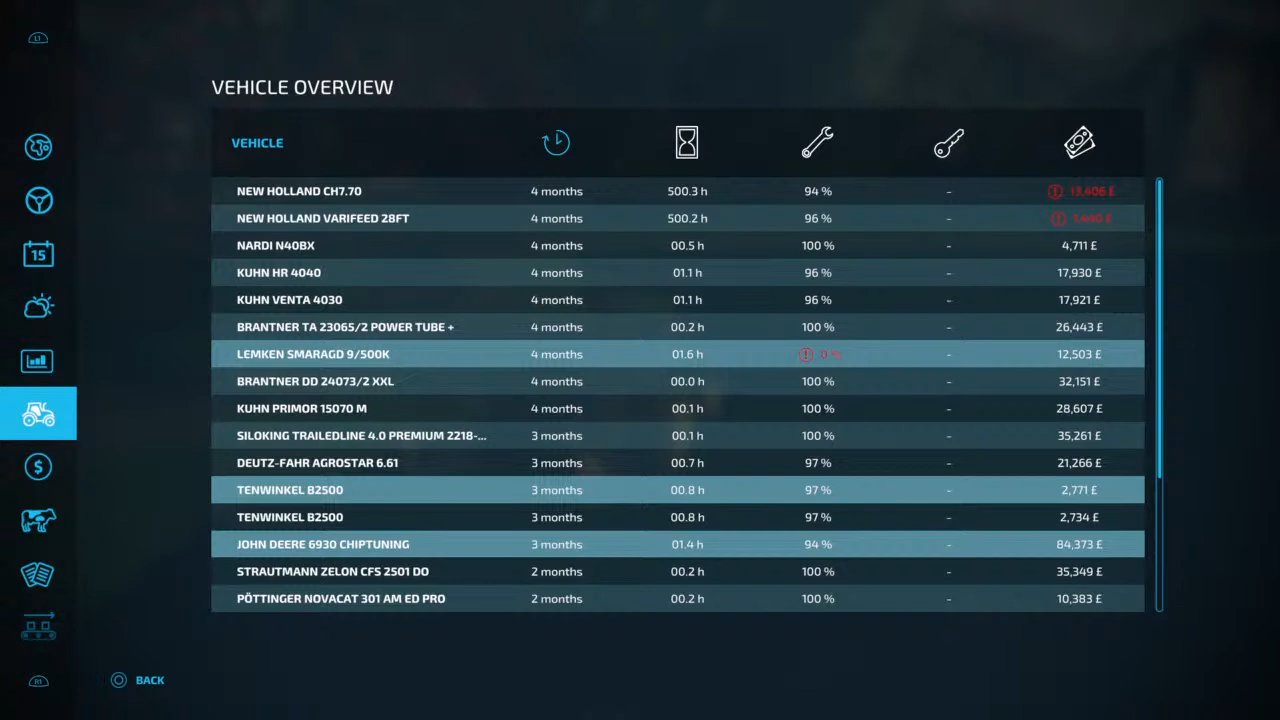 L1
VEHICLE OVERVIEW
VEHICLE
15
$
NEW HOLLAND CH7.70 4 months 500.3 h 94 % - 13,406 £
NEW HOLLAND VARIFEED 28FT 4 months 500.2 h 96 % - 1,440 £
NARDI N40BX 4 months 00.5 h 100 % - 4,711 £
KUHN HR 4040 4 months 01.1 h 96 % - 17,930 £
KUHN VENTA 4030 4 months 01.1 h 96 % - 17,921 £
BRANTNER TA 23065/2 POWER TUBE + 4 months 00.2 h 100 % - 26,443 £
LEMKEN SMARAGD 9/500K 4 months 01.6 h 0 % - 12,503 £
BRANTNER DD 24073/2 XXL 4 months 00.0 h 100 % - 32,151 £
KUHN PRIMOR 15070 M 4 months 00.1 h 100 % - 28,607 £
SILOKING TRAILEDLINE 4.0 PREMIUM 2218-... 3 months 00.1 h 100 % - 35,261 £
DEUTZ-FAHR AGROSTAR 6.61 3 months 00.7 h 97 % - 21,266 £
TENWINKEL B2500 3 months 00.8 h 97 % - 2,771 £
TENWINKEL B2500 3 months 00.8 h 97 % - 2,734 £
JOHN DEERE 6930 CHIPTUNING 3 months 01.4 h 94 % - 84,373 £
STRAUTMANN ZELON CFS 2501 DO 2 months 00.2 h 100 % - 35,349 £
PÖTTINGER NOVACAT 301 AM ED PRO 2 months 00.2 h 100 % - 10,383 £
R1
BACK